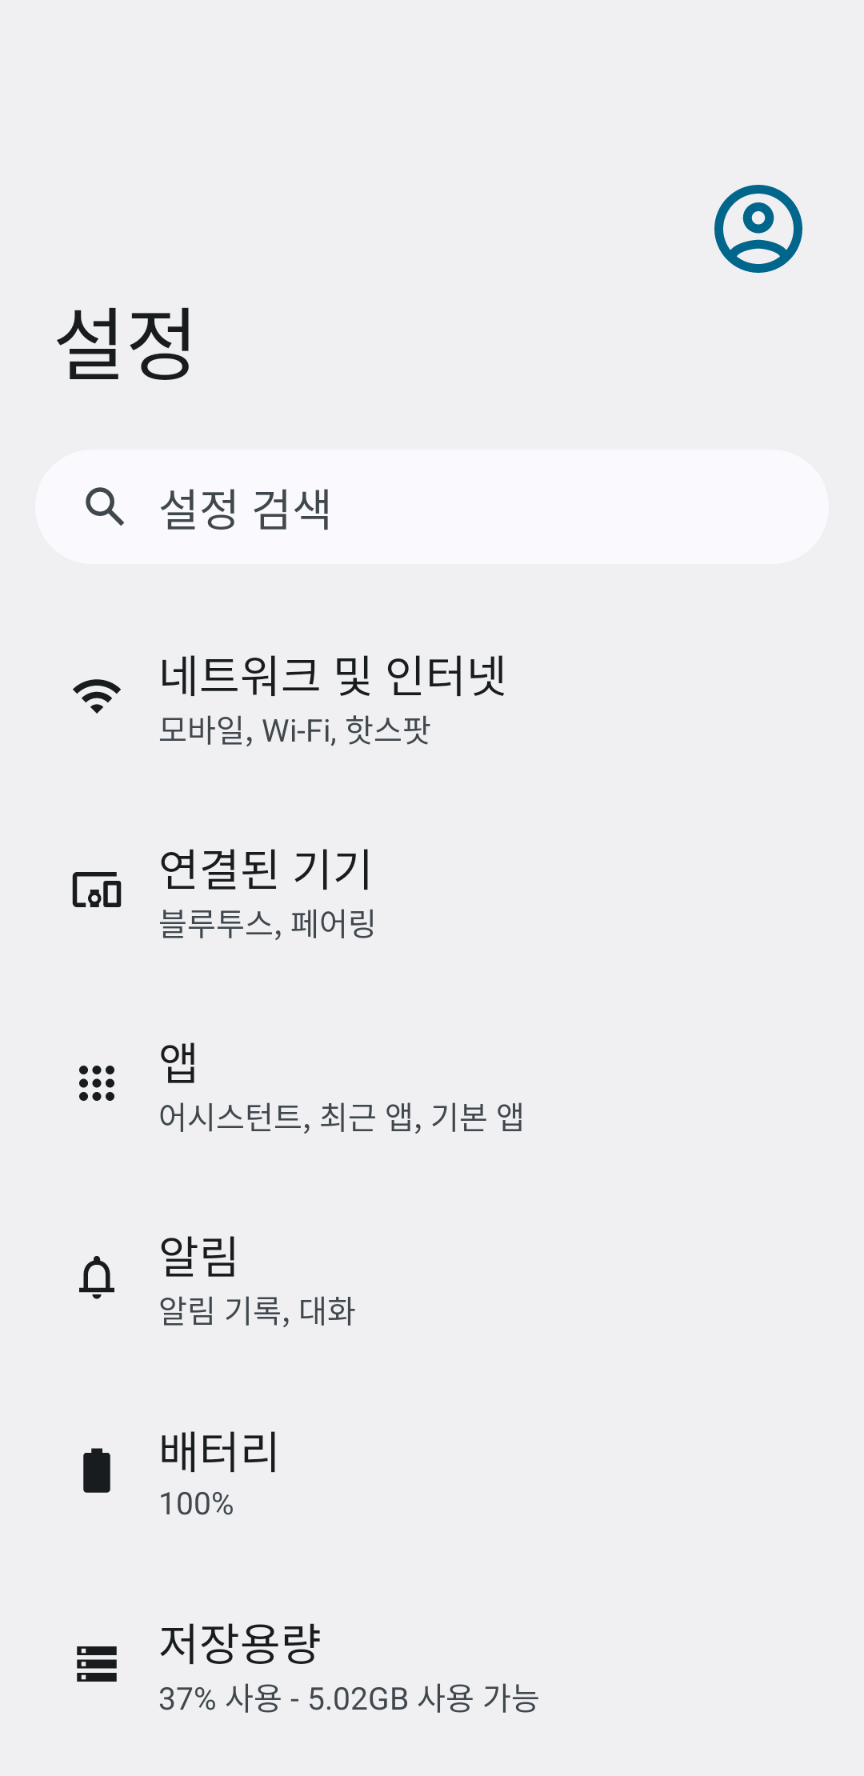 설정
설정 검색
네트워크 및 인터넷
모바일, Wi-Fi, 핫스팟
연결된 기기
블루투스, 페어링
앱
어시스턴트, 최근 앱, 기본 앱
알림
알림 기록, 대화
배터리
100%
저장용량
37% 사용 - 5.02GB 사용 가능